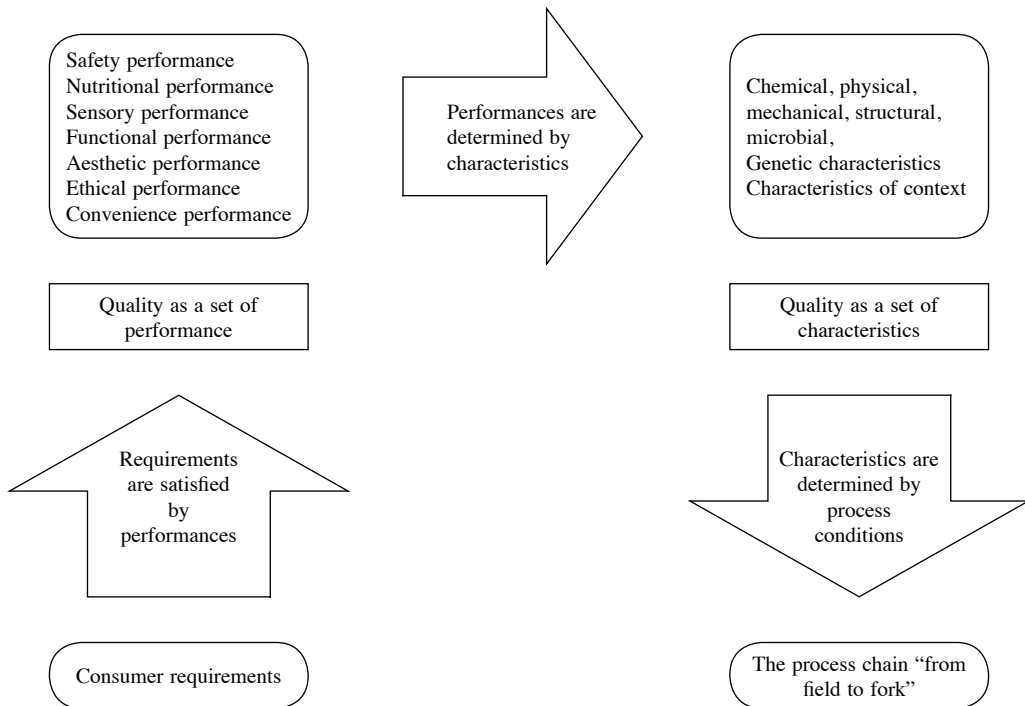 Safety performance
Nutritional performance
Sensory performance
Functional performance
Aesthetic performance
Ethical performance
Convenience performance
Performances are
determined by
characteristics
Chemical, physical,
mechanical, structural,
microbial,
Genetic characteristics
Characteristics of context
Quality as a set of
performance
Quality as a set of
characteristics
Requirements
are satisfied
by
performances
Characteristics are
determined by
process
conditions
Consumer requirements
The process chain “from
field to fork”